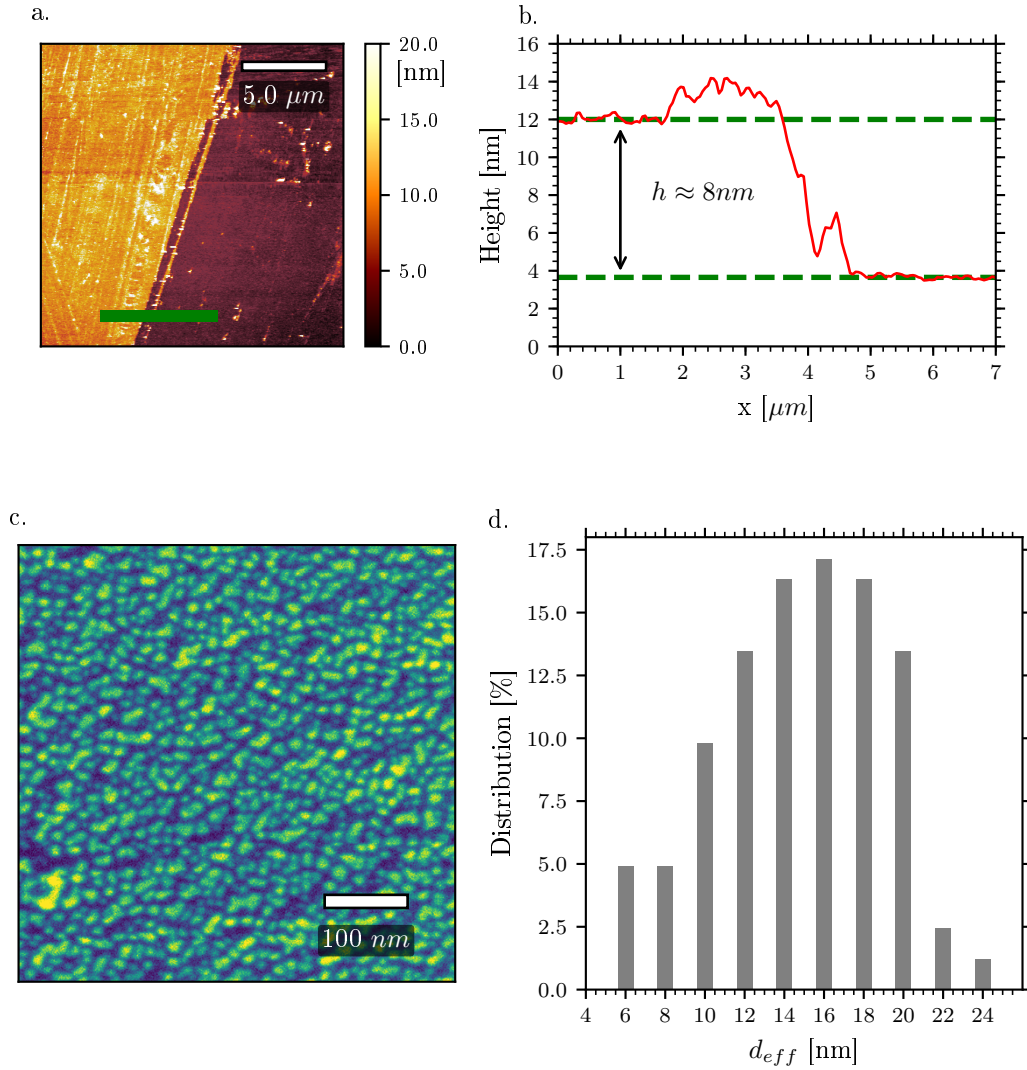 a.
20.0
[nm]
15.0
10.0
5.0
0.0
5.0 μm
b.
16
14
12
10
8
6
4
2
0
Height [nm]
h ≈ 8nm
0 1 2 3 4 5 6 7
x [μm]
c.
100 nm
d.
17.5
15.0
12.5
10.0
7.5
5.0
2.5
0.0
Distribution [%]
4 6 8 10 12 14 16 18 20 22 24
d_{eff} [nm]